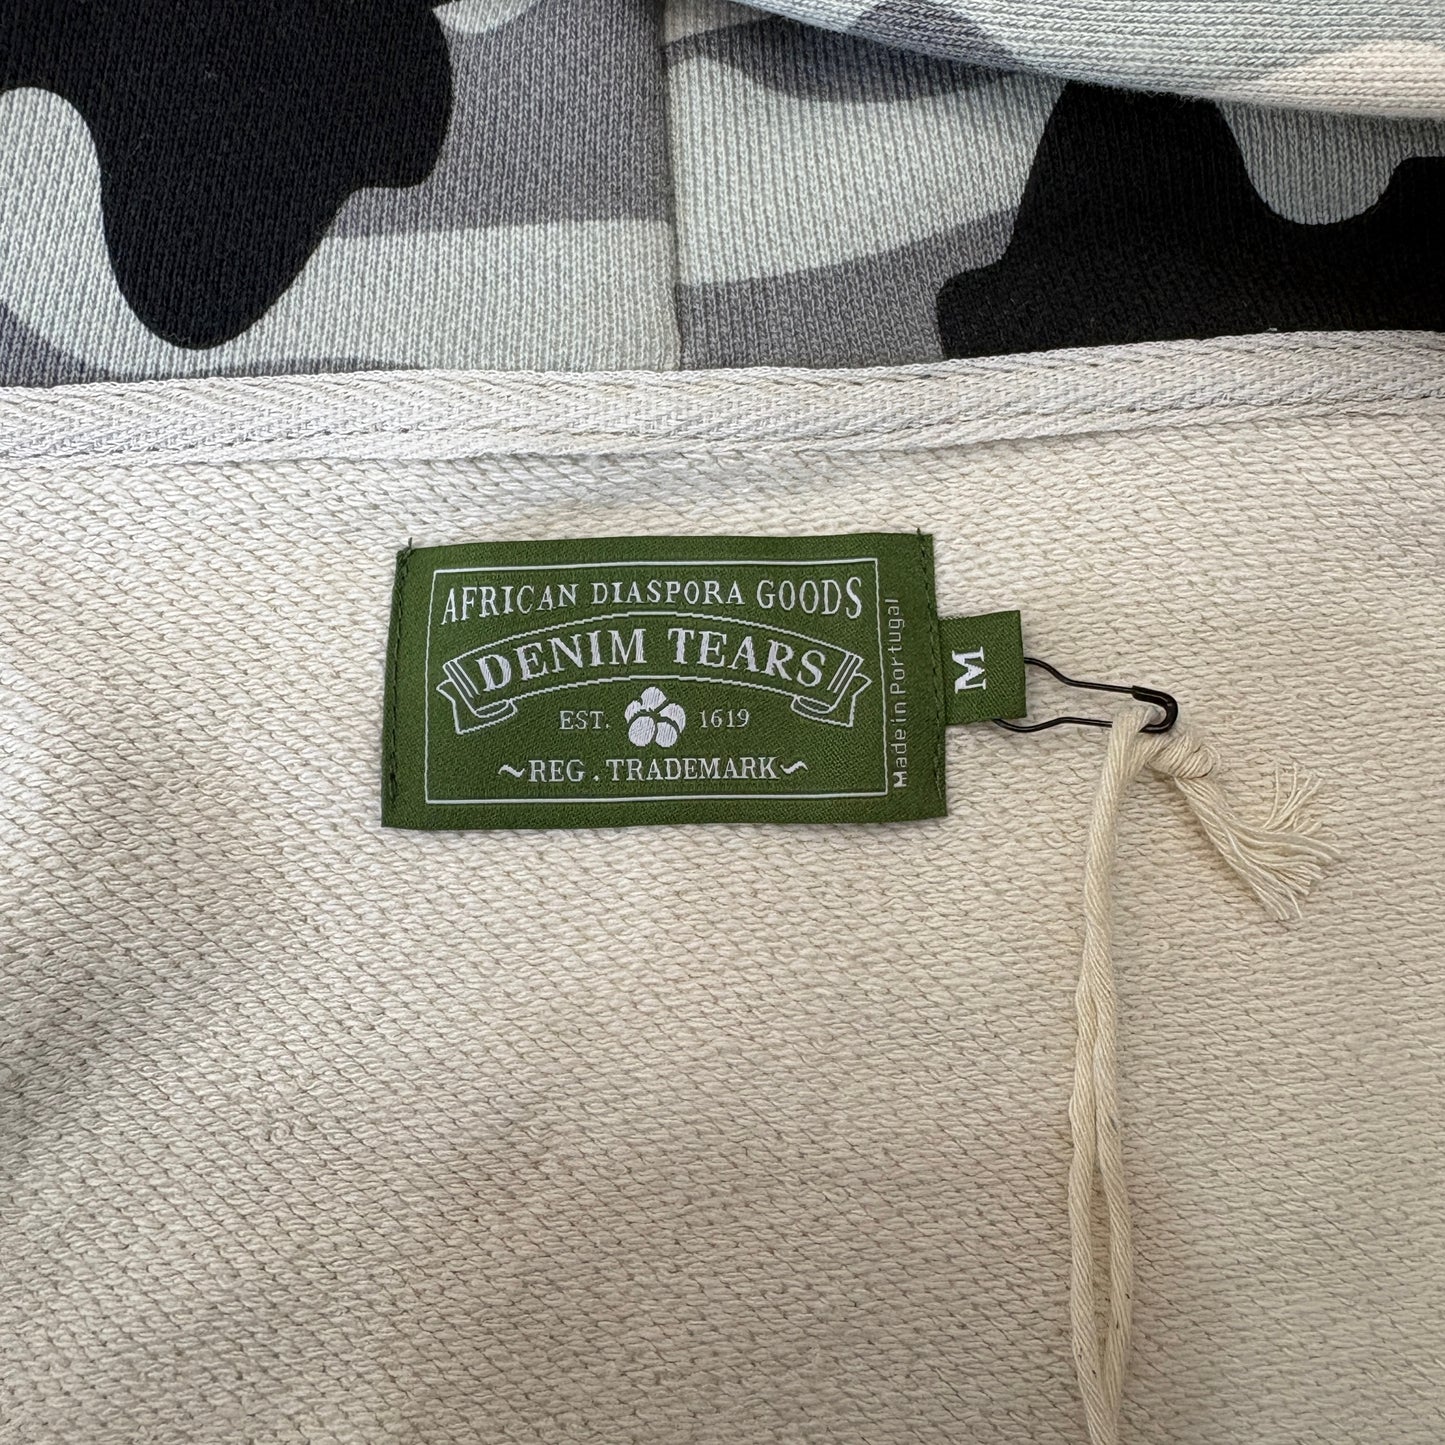 AFRICAN DIASPORA GOODS
DENIM TEARS
EST. 1619
~REG. TRADEMARK~
Made in Portugal
M